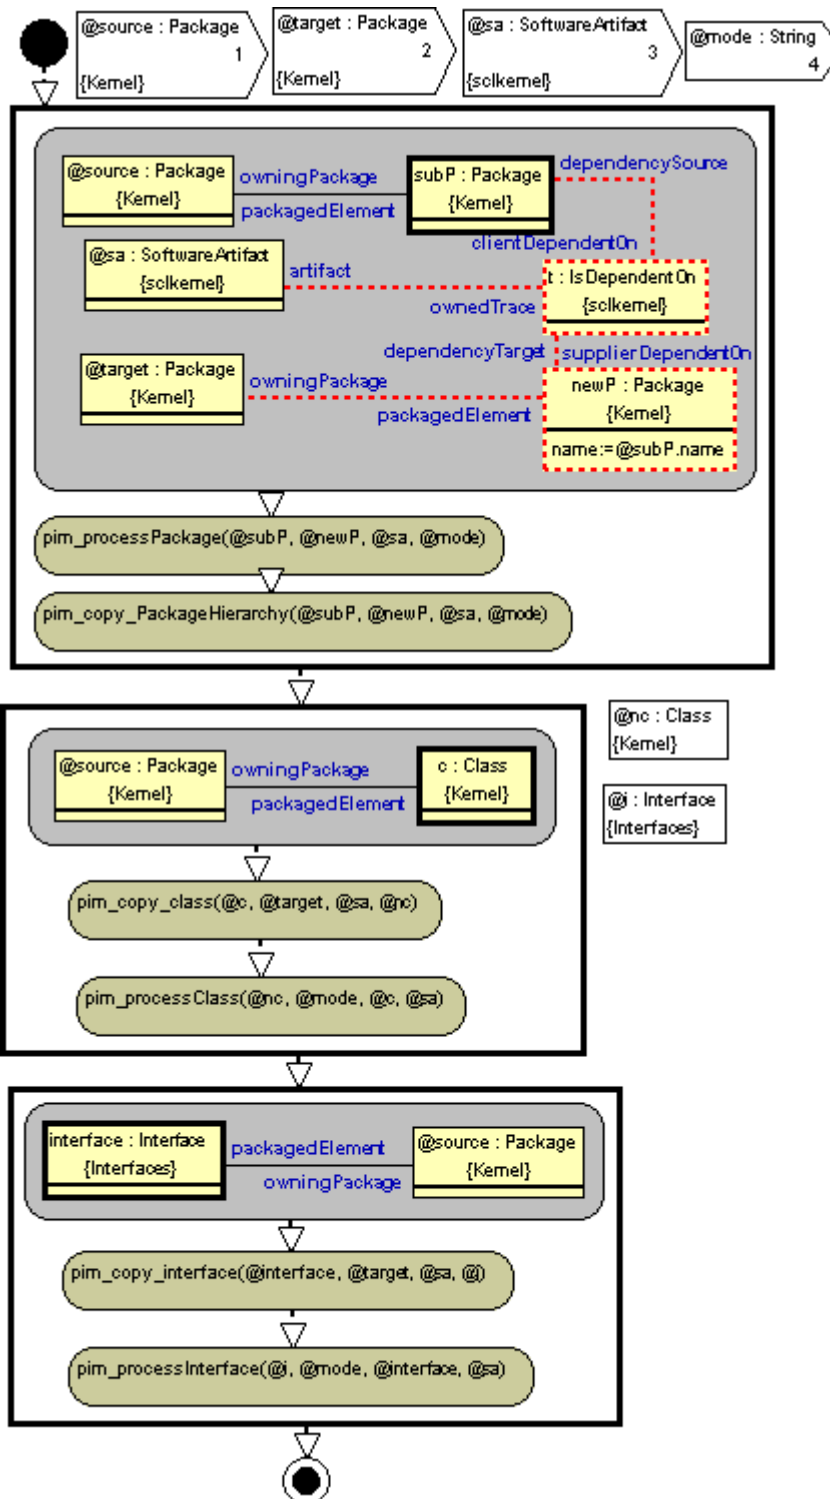 @source : Package
1
{Kernel}
@target : Package
2
{Kernel}
@sa : SoftwareArtifact
3
{sclkernel}
@mode : String
4
@source : Package
{Kernel}
owningPackage
packagedElement
subP : Package
{Kernel}
dependencySource
clientDependentOn
@sa : SoftwareArtifact
{sclkernel}
artifact
ownedTrace
t : IsDependentOn
{sclkernel}
dependencyTarget
supplierDependentOn
@target : Package
{Kernel}
owningPackage
packagedElement
newP : Package
{Kernel}
name:=@subP.name
pim_processPackage(@subP, @newP, @sa, @mode)
pim_copy_PackageHierarchy(@subP, @newP, @sa, @mode)
@source : Package
{Kernel}
owningPackage
packagedElement
c : Class
{Kernel}
@nc : Class
{Kernel}
@i : Interface
{Interfaces}
pim_copy_class(@c, @target, @sa, @nc)
pim_processClass(@nc, @mode, @c, @sa)
interface : Interface
{Interfaces}
packagedElement
owningPackage
@source : Package
{Kernel}
pim_copy_interface(@interface, @target, @sa, @i)
pim_processInterface(@i, @mode, @interface, @sa)